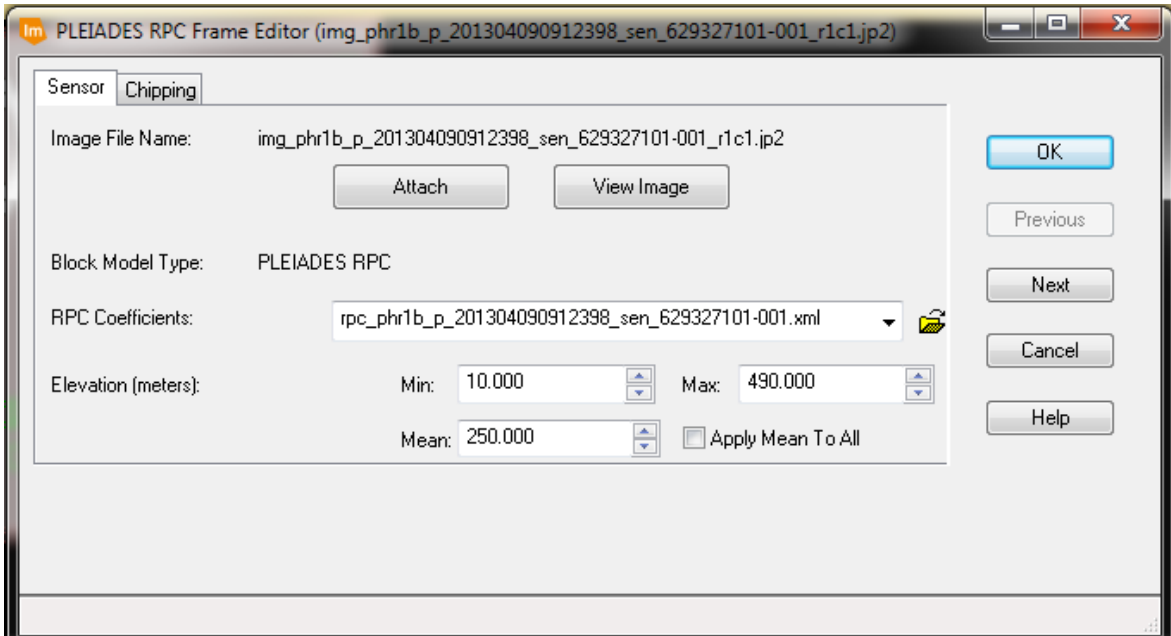 Im PLEIADES RPC Frame Editor (img_phr1b_p_201304090912398_sen_629327101-001_r1c1.jp2)
Sensor Chipping
Image File Name: img_phr1b_p_201304090912398_sen_629327101-001_r1c1.jp2
OK
Attach View Image
Previous
Block Model Type: PLEIADES RPC
Next
RPC Coefficients: rpc_phr1b_p_201304090912398_sen_629327101-001.xml
Cancel
Elevation (meters): Min: 10.000 Max: 490.000
Help
Mean: 250.000 Apply Mean To All